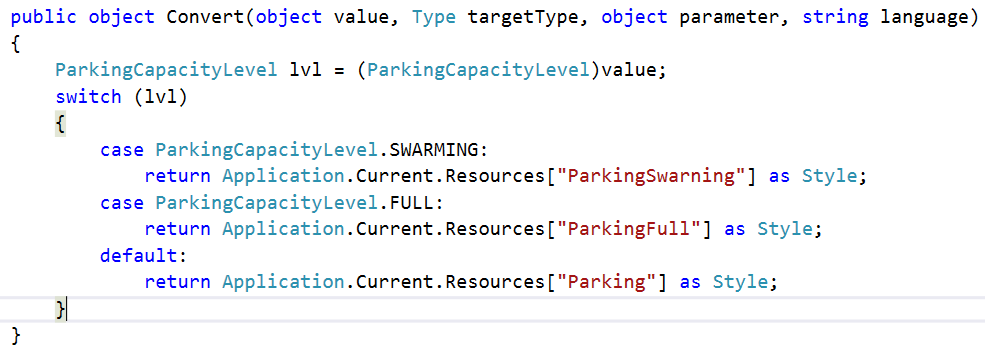 public object Convert(object value, Type targetType, object parameter, string language)
{
    ParkingCapacityLevel lvl = (ParkingCapacityLevel)value;
    switch (lvl)
    {
        case ParkingCapacityLevel.SWARMING:
            return Application.Current.Resources["ParkingSwarning"] as Style;
        case ParkingCapacityLevel.FULL:
            return Application.Current.Resources["ParkingFull"] as Style;
        default:
            return Application.Current.Resources["Parking"] as Style;
    }
}